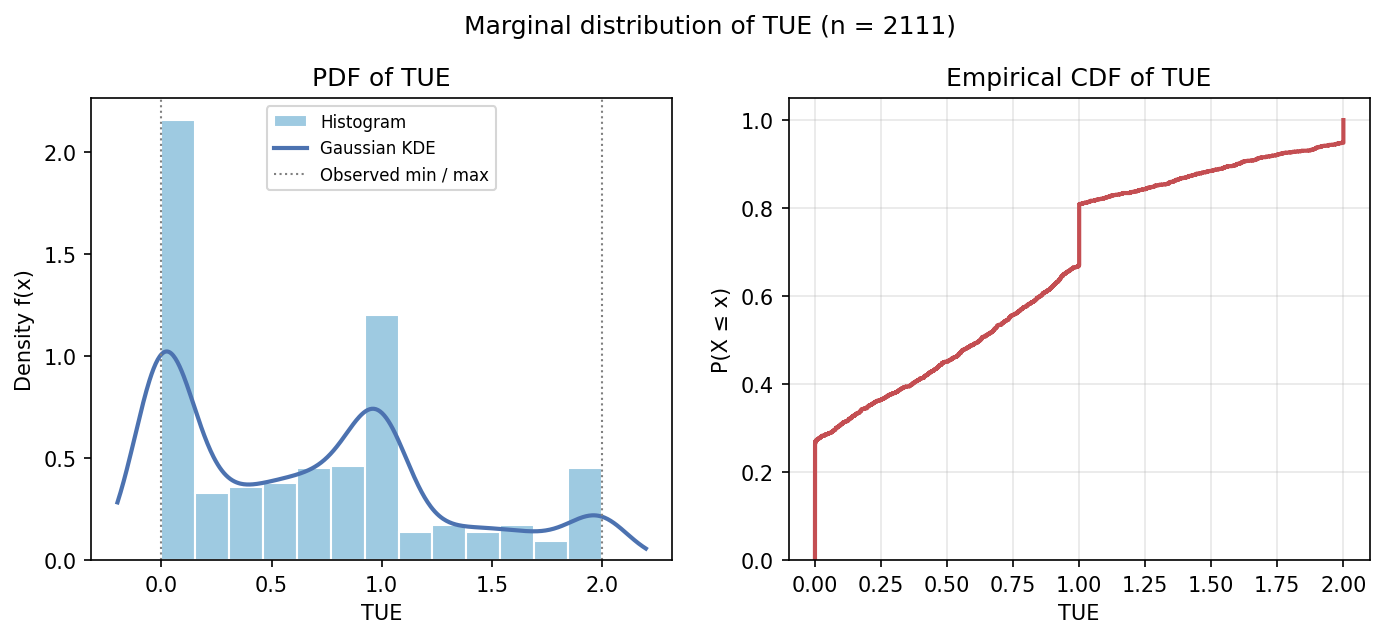 Marginal distribution of TUE (n = 2111)
PDF of TUE
Density f(x)
2.0
1.5
1.0
0.5
0.0
Histogram
Gaussian KDE
Observed min / max
0.0 0.5 1.0 1.5 2.0
TUE
Empirical CDF of TUE
P(X ≤ x)
1.0
0.8
0.6
0.4
0.2
0.0
0.00 0.25 0.50 0.75 1.00 1.25 1.50 1.75 2.00
TUE